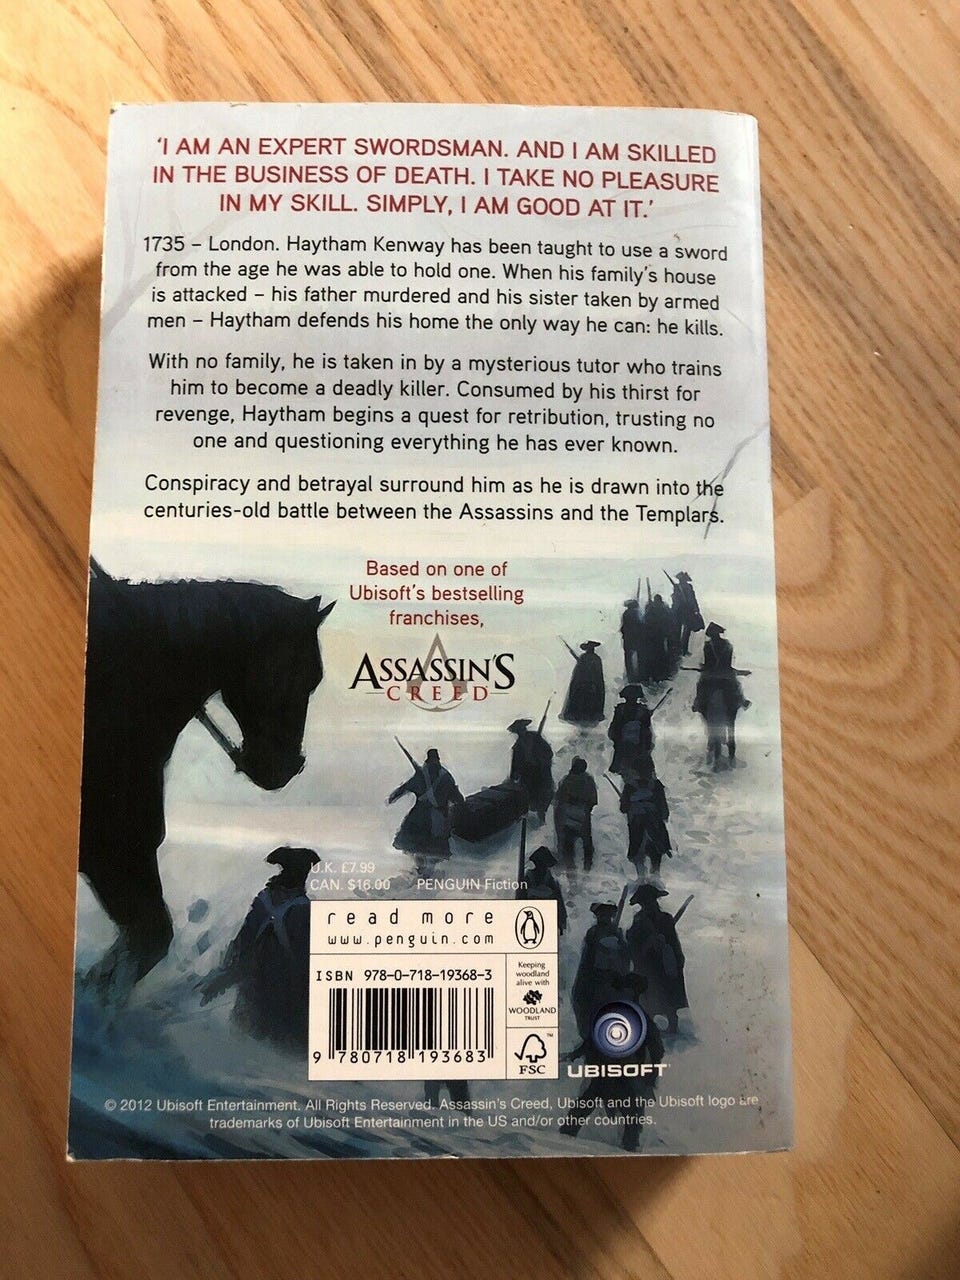 'I AM AN EXPERT SWORDSMAN. AND I AM SKILLED
IN THE BUSINESS OF DEATH. I TAKE NO PLEASURE
IN MY SKILL. SIMPLY, I AM GOOD AT IT.'
1735 – London. Haytham Kenway has been taught to use a sword
from the age he was able to hold one. When his family's house
is attacked – his father murdered and his sister taken by armed
men – Haytham defends his home the only way he can: he kills.
With no family, he is taken in by a mysterious tutor who trains
him to become a deadly killer. Consumed by his thirst for
revenge, Haytham begins a quest for retribution, trusting no
one and questioning everything he has ever known.
Conspiracy and betrayal surround him as he is drawn into the
centuries-old battle between the Assassins and the Templars.
Based on one of
Ubisoft's bestselling
franchises,
ASSASSIN'S
CREED
U.K. £7.99
CAN. $16.00 PENGUIN Fiction
read more
www.penguin.com
ISBN 978-0-718-19368-3
9 780718 193683
Keeping
woodland
alive with
WOODLAND
TRUST
™
FSC
UBISOFT
© 2012 Ubisoft Entertainment. All Rights Reserved. Assassin's Creed, Ubisoft and the Ubisoft logo are
trademarks of Ubisoft Entertainment in the US and/or other countries.